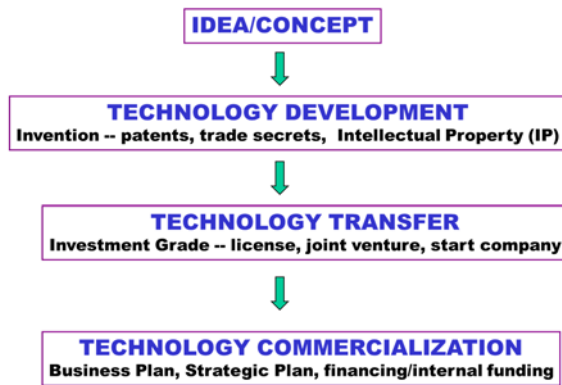 IDEA/CONCEPT
TECHNOLOGY DEVELOPMENT
Invention -- patents, trade secrets, Intellectual Property (IP)
TECHNOLOGY TRANSFER
Investment Grade -- license, joint venture, start company
TECHNOLOGY COMMERCIALIZATION
Business Plan, Strategic Plan, financing/internal funding